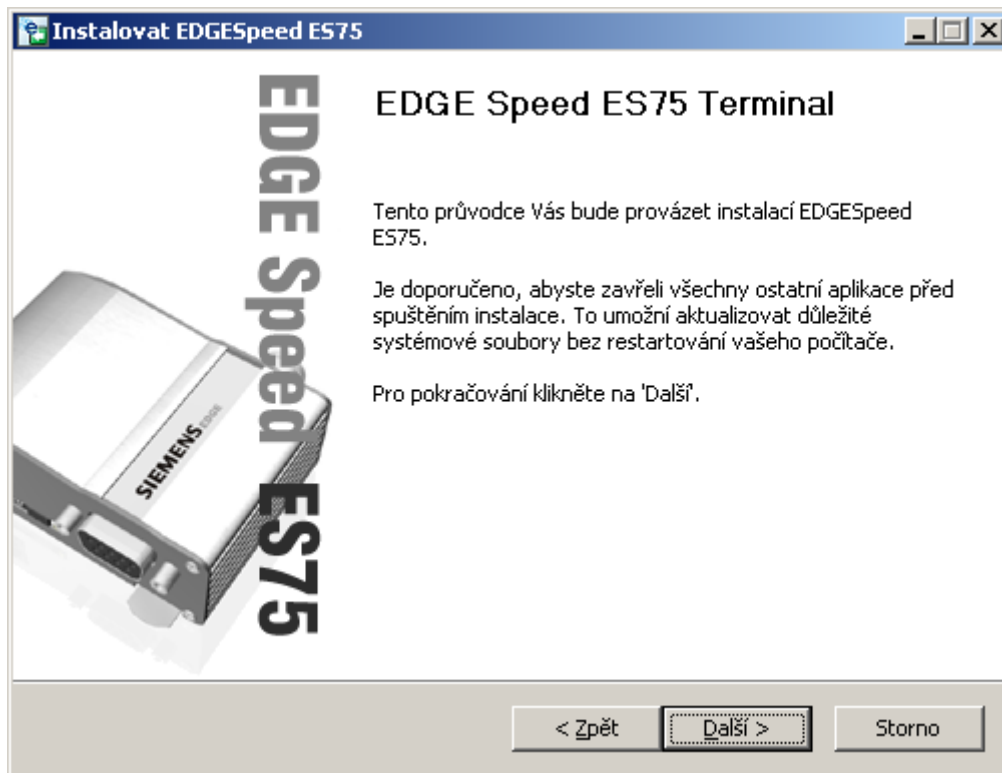 Instalovat EDGESpeed ES75
EDGE Speed ES75
EDGE Speed ES75 Terminal
Tento průvodce Vás bude provázet instalací EDGESpeed
ES75.
Je doporučeno, abyste zavřeli všechny ostatní aplikace před
spuštěním instalace. To umožní aktualizovat důležité
systémové soubory bez restartování vašeho počítače.
Pro pokračování klikněte na 'Další'.
SIEMENS EDGE
< Zpět
Další >
Storno